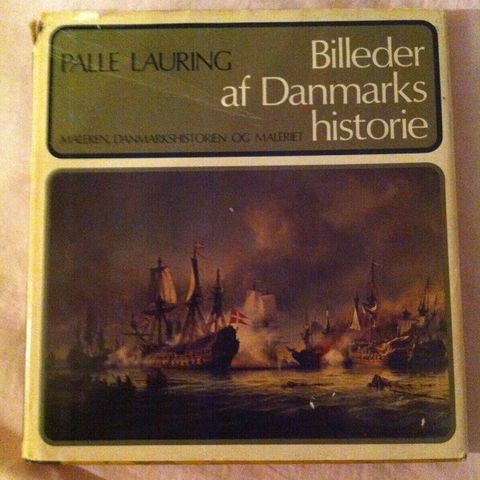 PALLE LAURING
Billeder
af Danmarks
historie
MALEREN, DANMARKSHISTORIEN OG MALERIET